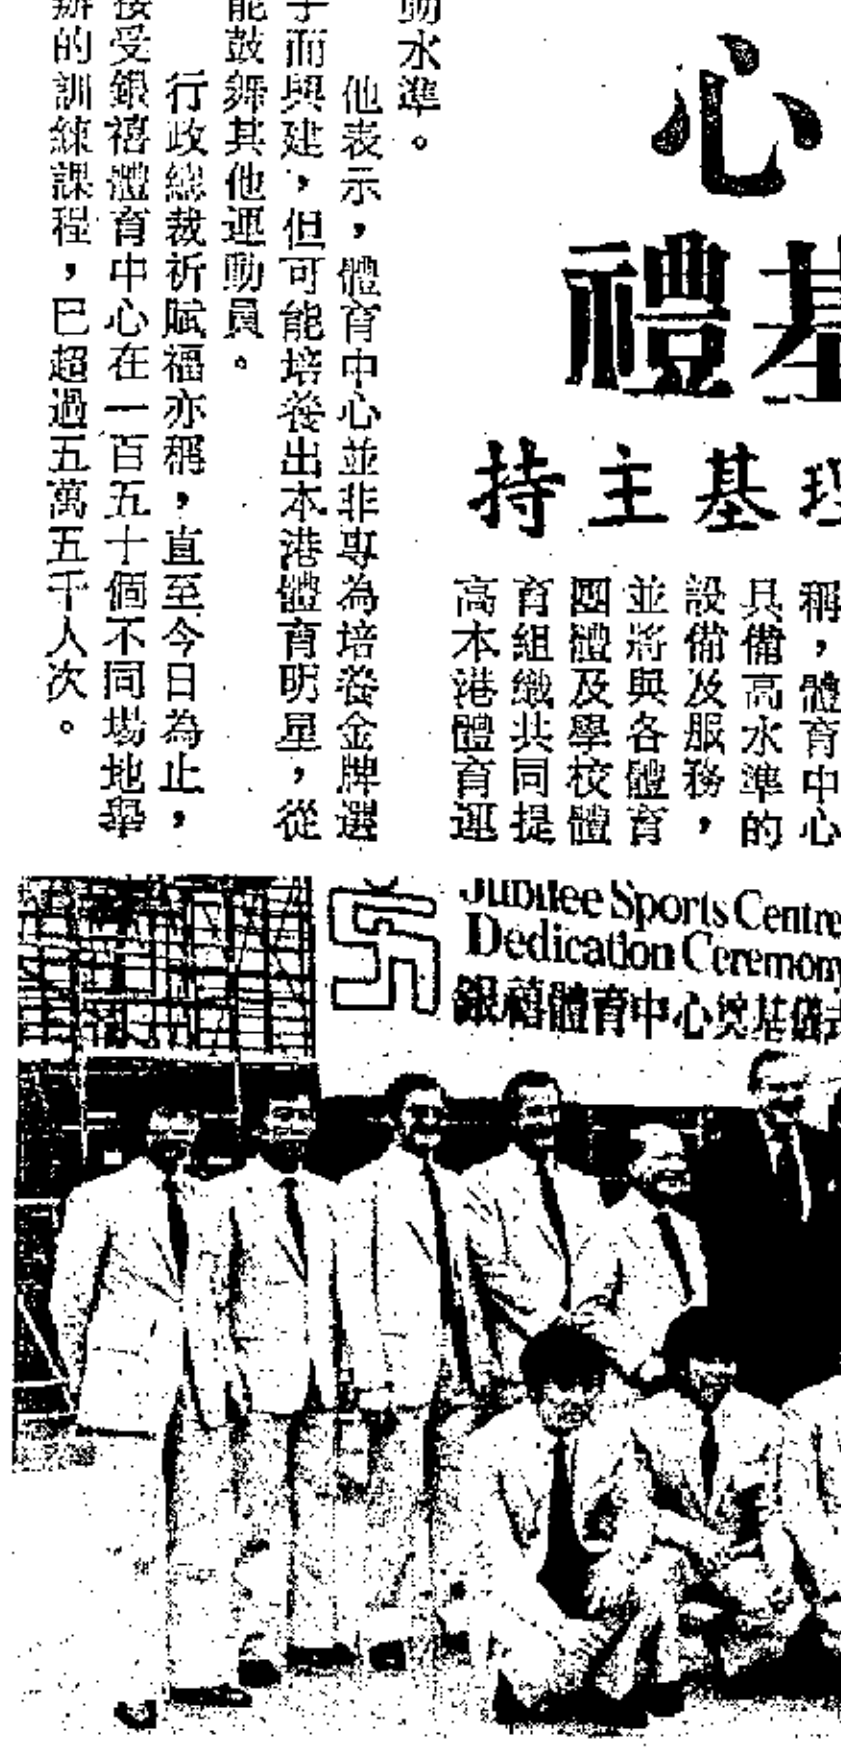 心
禮基
持主基理
稱，體育中心
具備高水準的
設備及服務，
並將與各體育
團體及學校體
育組織共同提
高本港體育運
動水準。
他表示，體育中心並非專為培養金牌選
手而興建，但可能培養出本港體育明星，從
能鼓舞其他運動員。
行政總裁祈賦福亦稱，直至今日為止，
接受銀禧體育中心在一百五十個不同場地舉
辦的訓練課程，已超過五萬五千人次。
Jubilee Sports Centre
Dedication Ceremony
銀禧體育中心奠基儀式